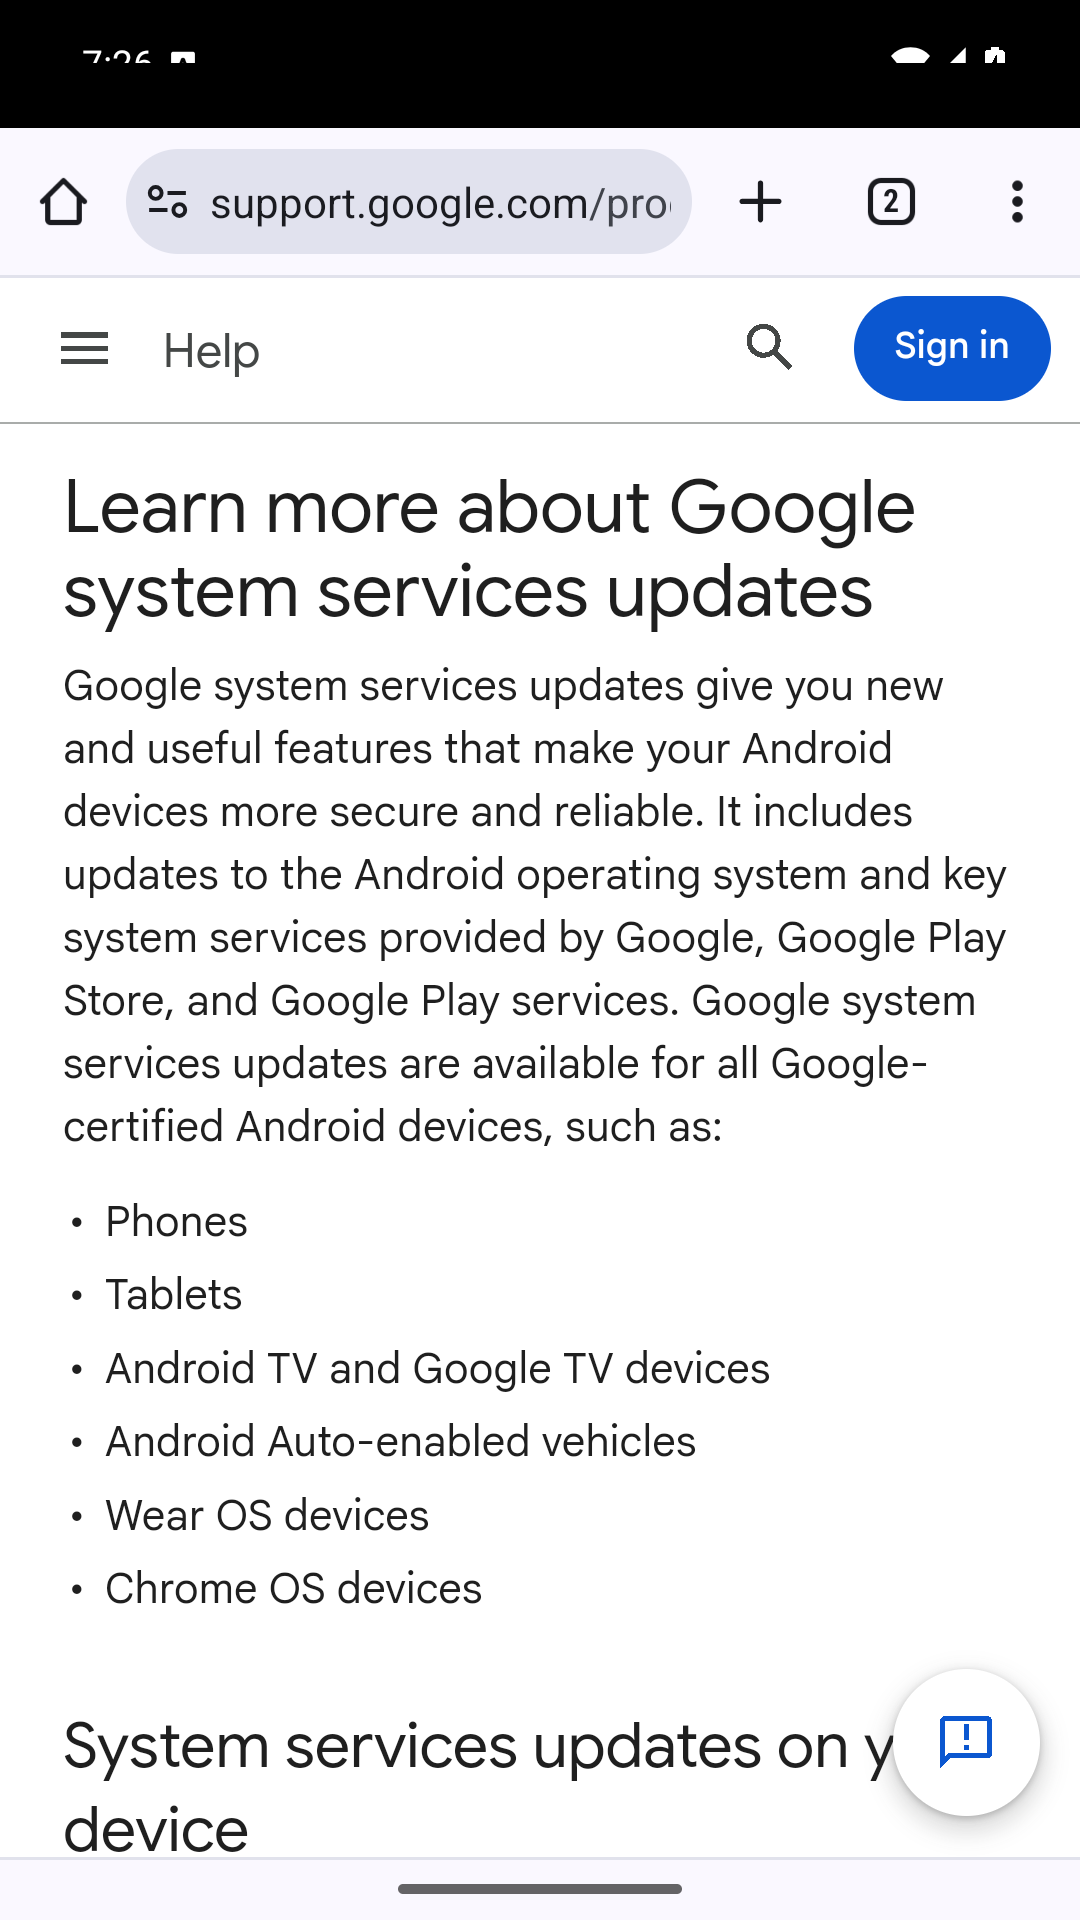 support.google.com/pro
2
Help
Sign in
Learn more about Google
system services updates
Google system services updates give you new
and useful features that make your Android
devices more secure and reliable. It includes
updates to the Android operating system and key
system services provided by Google, Google Play
Store, and Google Play services. Google system
services updates are available for all Google-
certified Android devices, such as:
• Phones
• Tablets
• Android TV and Google TV devices
• Android Auto-enabled vehicles
• Wear OS devices
• Chrome OS devices
System services updates on y
device